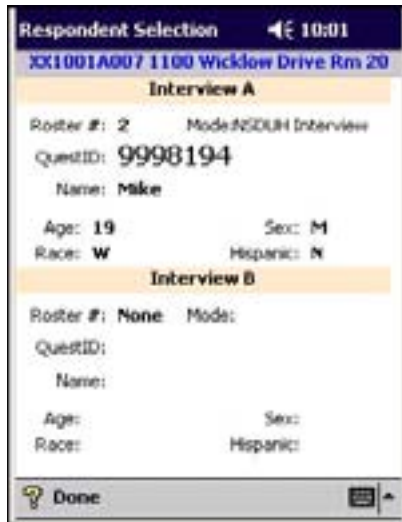 Respondent Selection 10:01
XX1001A007 1100 Wicklow Drive Rm 20
Interview A
Roster #: 2 Mode:NSDUH Interview
QuestID: 9998194
Name: Mike
Age: 19 Sex: M
Race: W Hispanic: N
Interview B
Roster #: None Mode:
QuestID:
Name:
Age: Sex:
Race: Hispanic:
Done